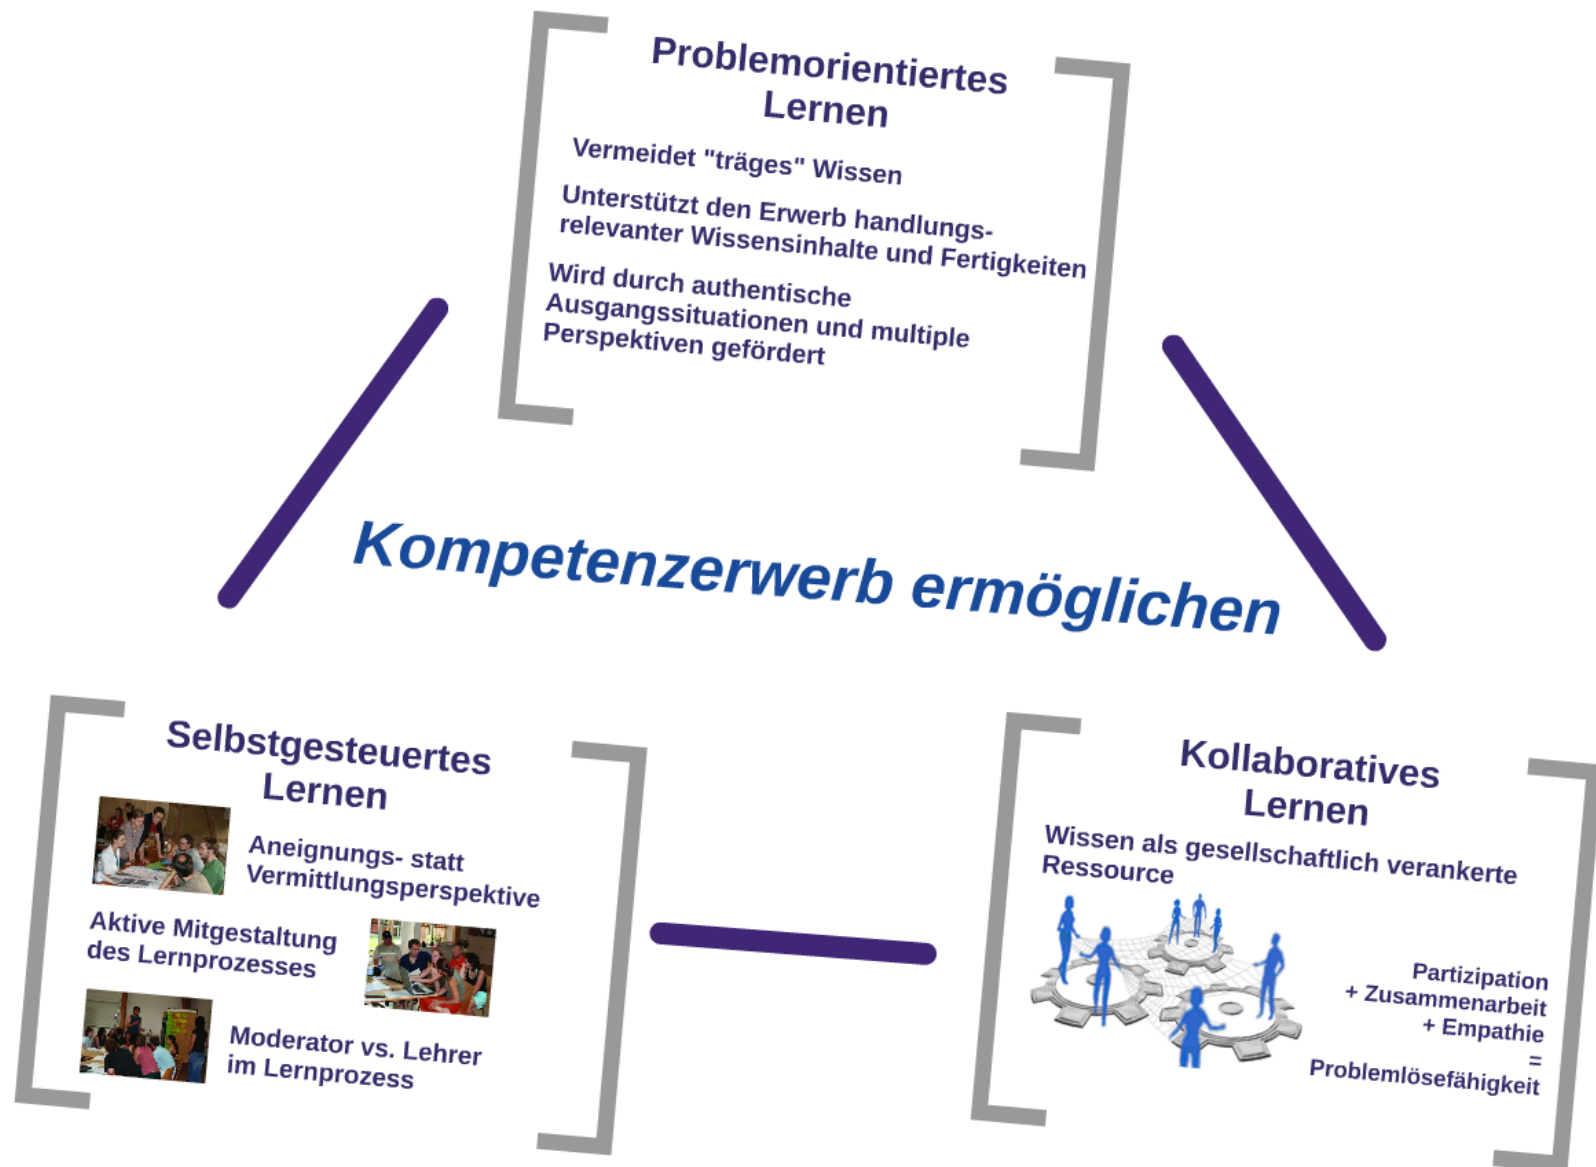 Problemorientiertes
Lernen
Vermeidet "träges" Wissen
Unterstützt den Erwerb handlungs-
relevanter Wissensinhalte und Fertigkeiten
Wird durch authentische
Ausgangssituationen und multiple
Perspektiven gefördert
Kompetenzerwerb ermöglichen
Selbstgesteuertes
Lernen
Aneignungs- statt
Vermittlungsperspektive
Aktive Mitgestaltung
des Lernprozesses
Moderator vs. Lehrer
im Lernprozess
Kollaboratives
Lernen
Wissen als gesellschaftlich verankerte
Ressource
Partizipation
+ Zusammenarbeit
+ Empathie
=
Problemlösefähigkeit